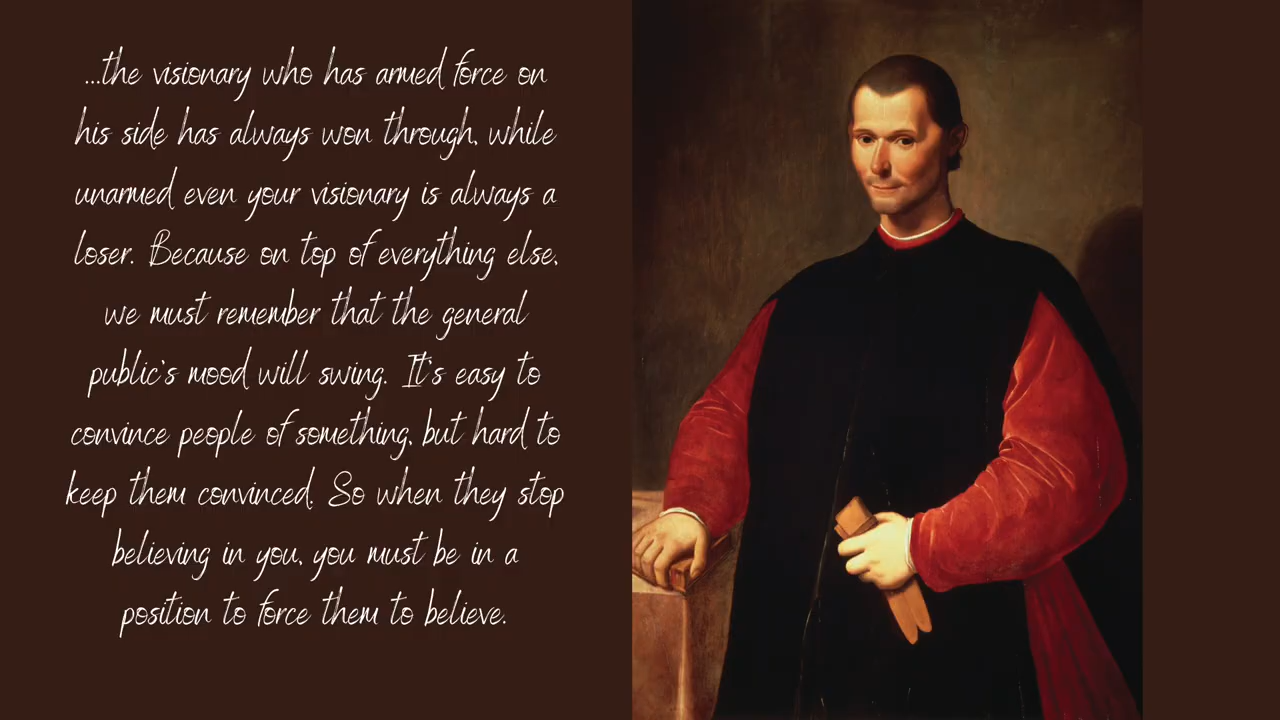 ...the visionary who has armed force on
his side has always won through, while
unarmed even your visionary is always a
loser. Because on top of everything else,
we must remember that the general
public's mood will swing. It's easy to
convince people of something, but hard to
keep them convinced. So when they stop
believing in you, you must be in a
position to force them to believe.